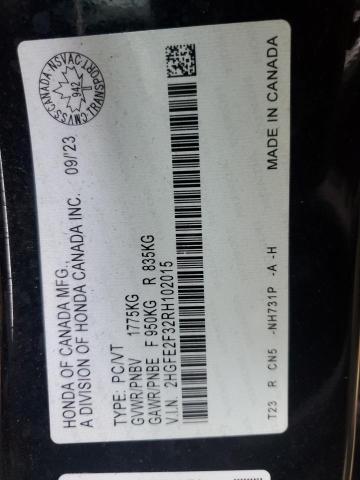 HONDA OF CANADA MFG.,
A DIVISION OF HONDA CANADA INC. 09/'23
CMVSS CANADA NSVAC TRANSPORT
942
TYPE: PC/VT
GVWR/PNBV 1775KG
GAWR/PNBE F 950KG R 835KG
V.I.N. 2HGFE2F32RH102015
T23 R CN5 -NH731P -A -H MADE IN CANADA